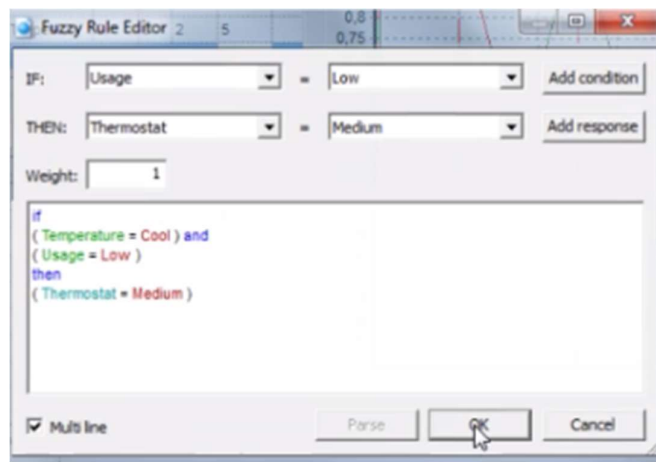 Fuzzy Rule Editor 2 5 0,8
0,75
IF: Usage = Low Add condition
THEN: Thermostat = Medium Add response
Weight: 1
if
( Temperature = Cool ) and
( Usage = Low )
then
( Thermostat = Medium )
Multi line Parse OK Cancel